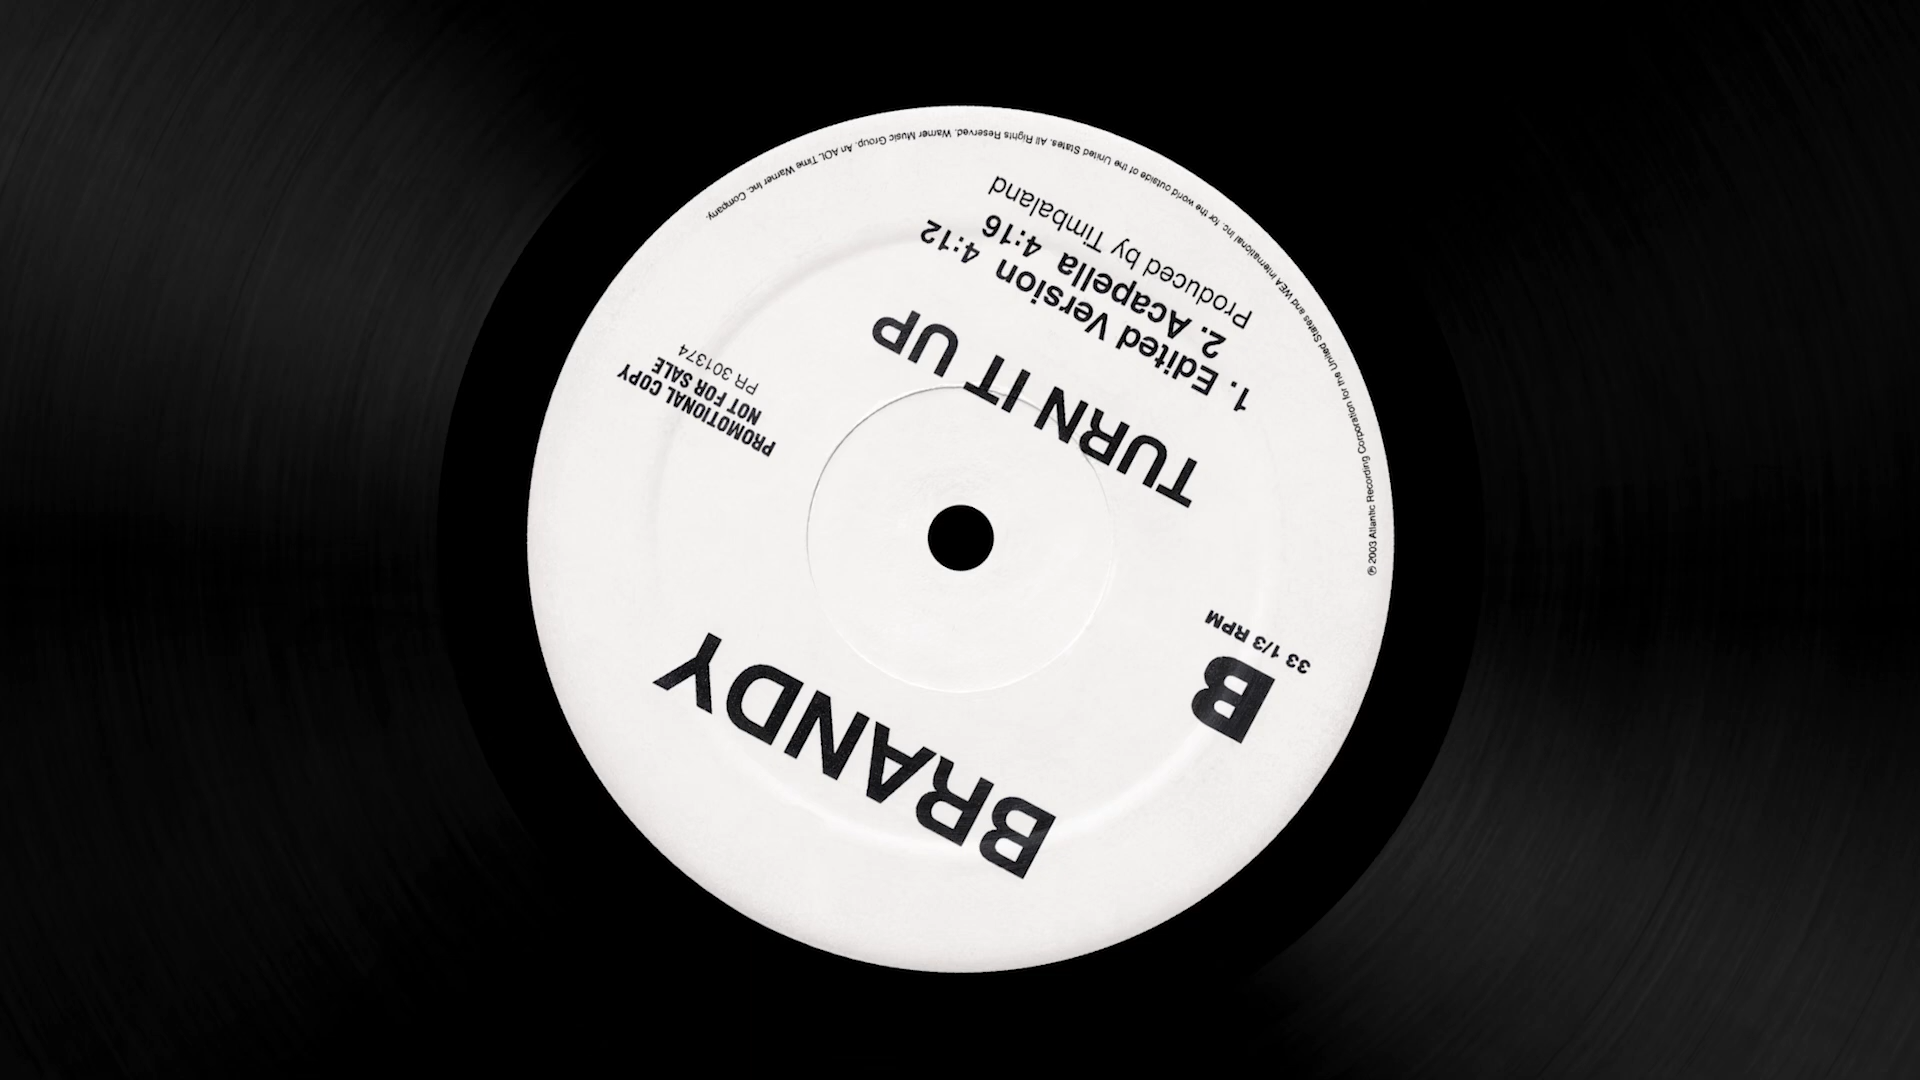 BRANDY
B
33 1/3 RPM
PROMOTIONAL COPY
NOT FOR SALE
PR 301374
TURN IT UP
1. Edited Version 4:12
2. Acapella 4:16
Produced by Timbaland
℗ 2003 Atlantic Recording Corporation for the United States and WEA International Inc. for the world outside of the United States. All Rights Reserved. Warner Music Group. An AOL Time Warner Inc. Company.